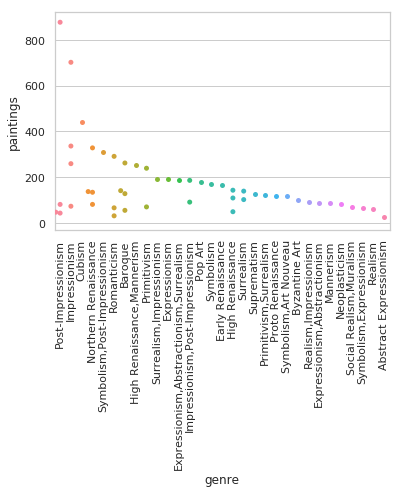 800
600
400
200
0
paintings
Post-Impressionism
Impressionism
Cubism
Northern Renaissance
Symbolism,Post-Impressionism
Romanticism
Baroque
High Renaissance,Mannerism
Primitivism
Surrealism,Impressionism
Expressionism
Expressionism,Abstractionism,Surrealism
Impressionism,Post-Impressionism
Pop Art
Symbolism
Early Renaissance
High Renaissance
Surrealism
Suprematism
Primitivism,Surrealism
Proto Renaissance
Symbolism,Art Nouveau
Byzantine Art
Realism,Impressionism
Expressionism,Abstractionism
Mannerism
Neoplasticism
Social Realism,Muralism
Symbolism,Expressionism
Realism
Abstract Expressionism
genre